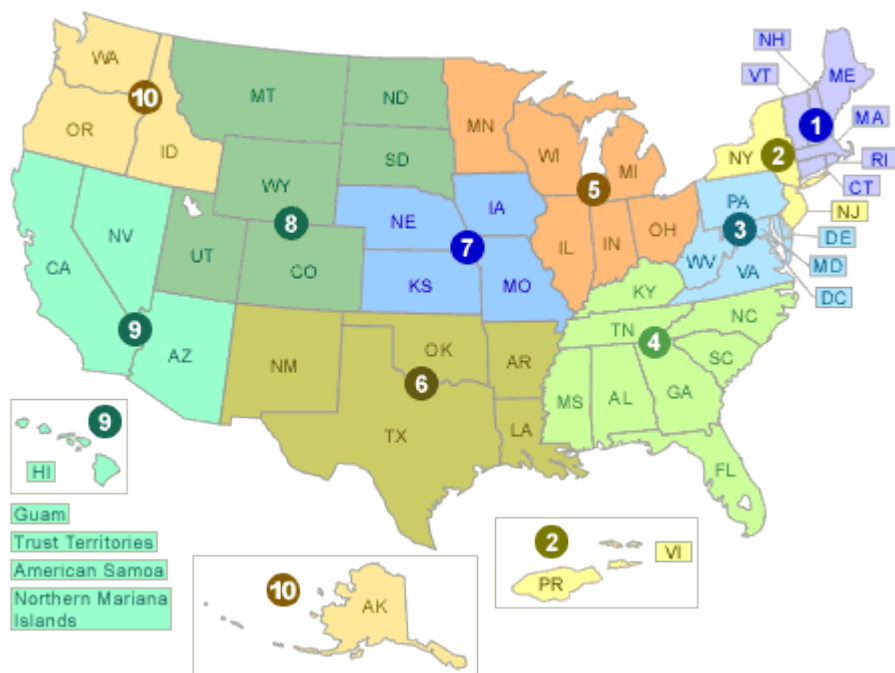 NH
WA
VT
ME
10
MT
ND
MN
OR
1
MA
ID
SD
WI
MI
NY
2
RI
WY
5
CT
PA
NJ
8
NE
IA
3
NV
OH
DE
7
IL
IN
WV
CA
UT
CO
VA
MD
KS
MO
KY
DC
NC
9
TN
4
OK
AZ
NM
AR
SC
6
MS
AL
GA
9
TX
LA
HI
FL
Guam
Trust Territories
2
VI
American Samoa
PR
10
Northern Mariana
Islands
AK